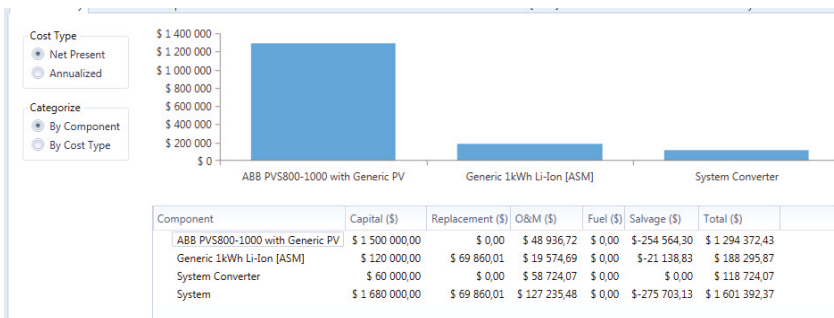 Cost Type
Net Present
Annualized
Categorize
By Component
By Cost Type
$ 1 400 000
$ 1 200 000
$ 1 000 000
$ 800 000
$ 600 000
$ 400 000
$ 200 000
$ 0
ABB PVS800-1000 with Generic PV Generic 1kWh Li-Ion [ASM] System Converter
Component Capital ($) Replacement ($) O&M ($) Fuel ($) Salvage ($) Total ($)
ABB PVS800-1000 with Generic PV $ 1 500 000,00 $ 0,00 $ 48 936,72 $ 0,00 $-254 564,30 $ 1 294 372,43
Generic 1kWh Li-Ion [ASM] $ 120 000,00 $ 69 860,01 $ 19 574,69 $ 0,00 $-21 138,83 $ 188 295,87
System Converter $ 60 000,00 $ 0,00 $ 58 724,07 $ 0,00 $ 0,00 $ 118 724,07
System $ 1 680 000,00 $ 69 860,01 $ 127 235,48 $ 0,00 $-275 703,13 $ 1 601 392,37